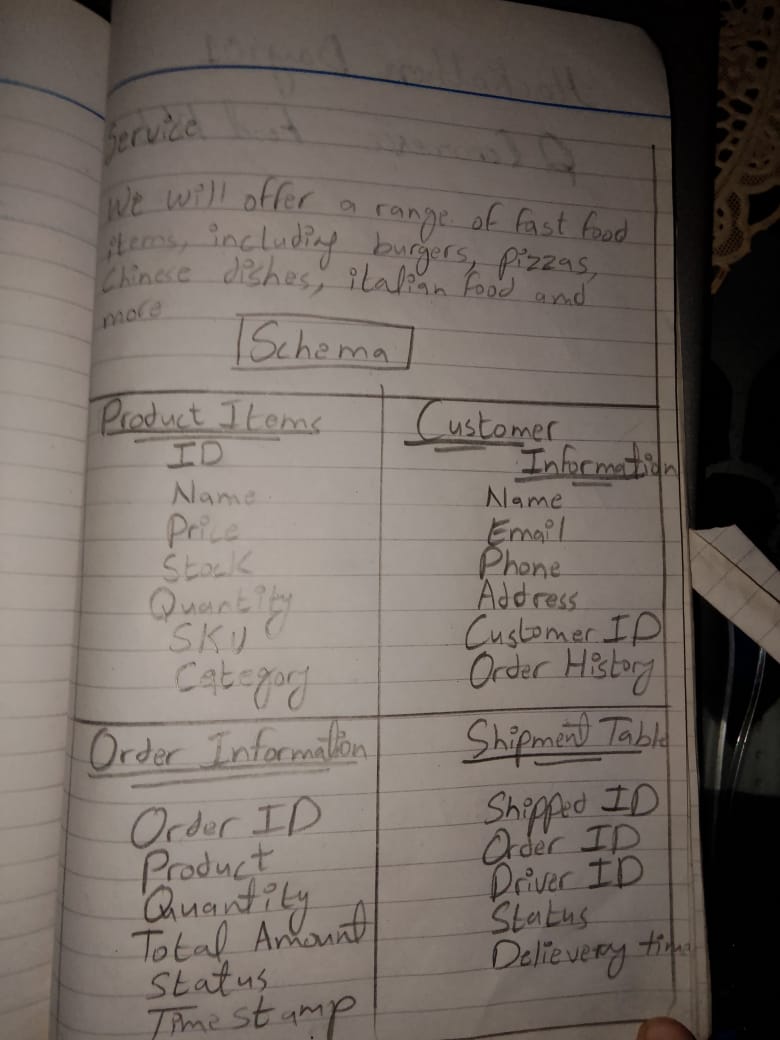 Service
We will offer a range of fast food
items, including burgers, pizzas,
Chinese dishes, italian food and
more
Schema
Product Items
ID
Name
Price
Stock
Quantity
SKU
Category
Customer
Information
Name
Email
Phone
Address
Customer ID
Order History
Order Information
Order ID
Product
Quantity
Total Amount
Status
Time stamp
Shipment Table
Shipped ID
Order ID
Driver ID
Status
Delievery time